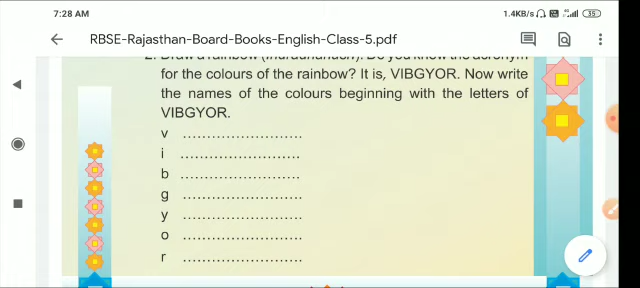 7:28 AM
1.4KB/s
35
RBSE-Rajasthan-Board-Books-English-Class-5.pdf
for the colours of the rainbow? It is, VIBGYOR. Now write
the names of the colours beginning with the letters of
VIBGYOR.
v ........................
i ........................
b ........................
g ........................
y ........................
o ........................
r ........................